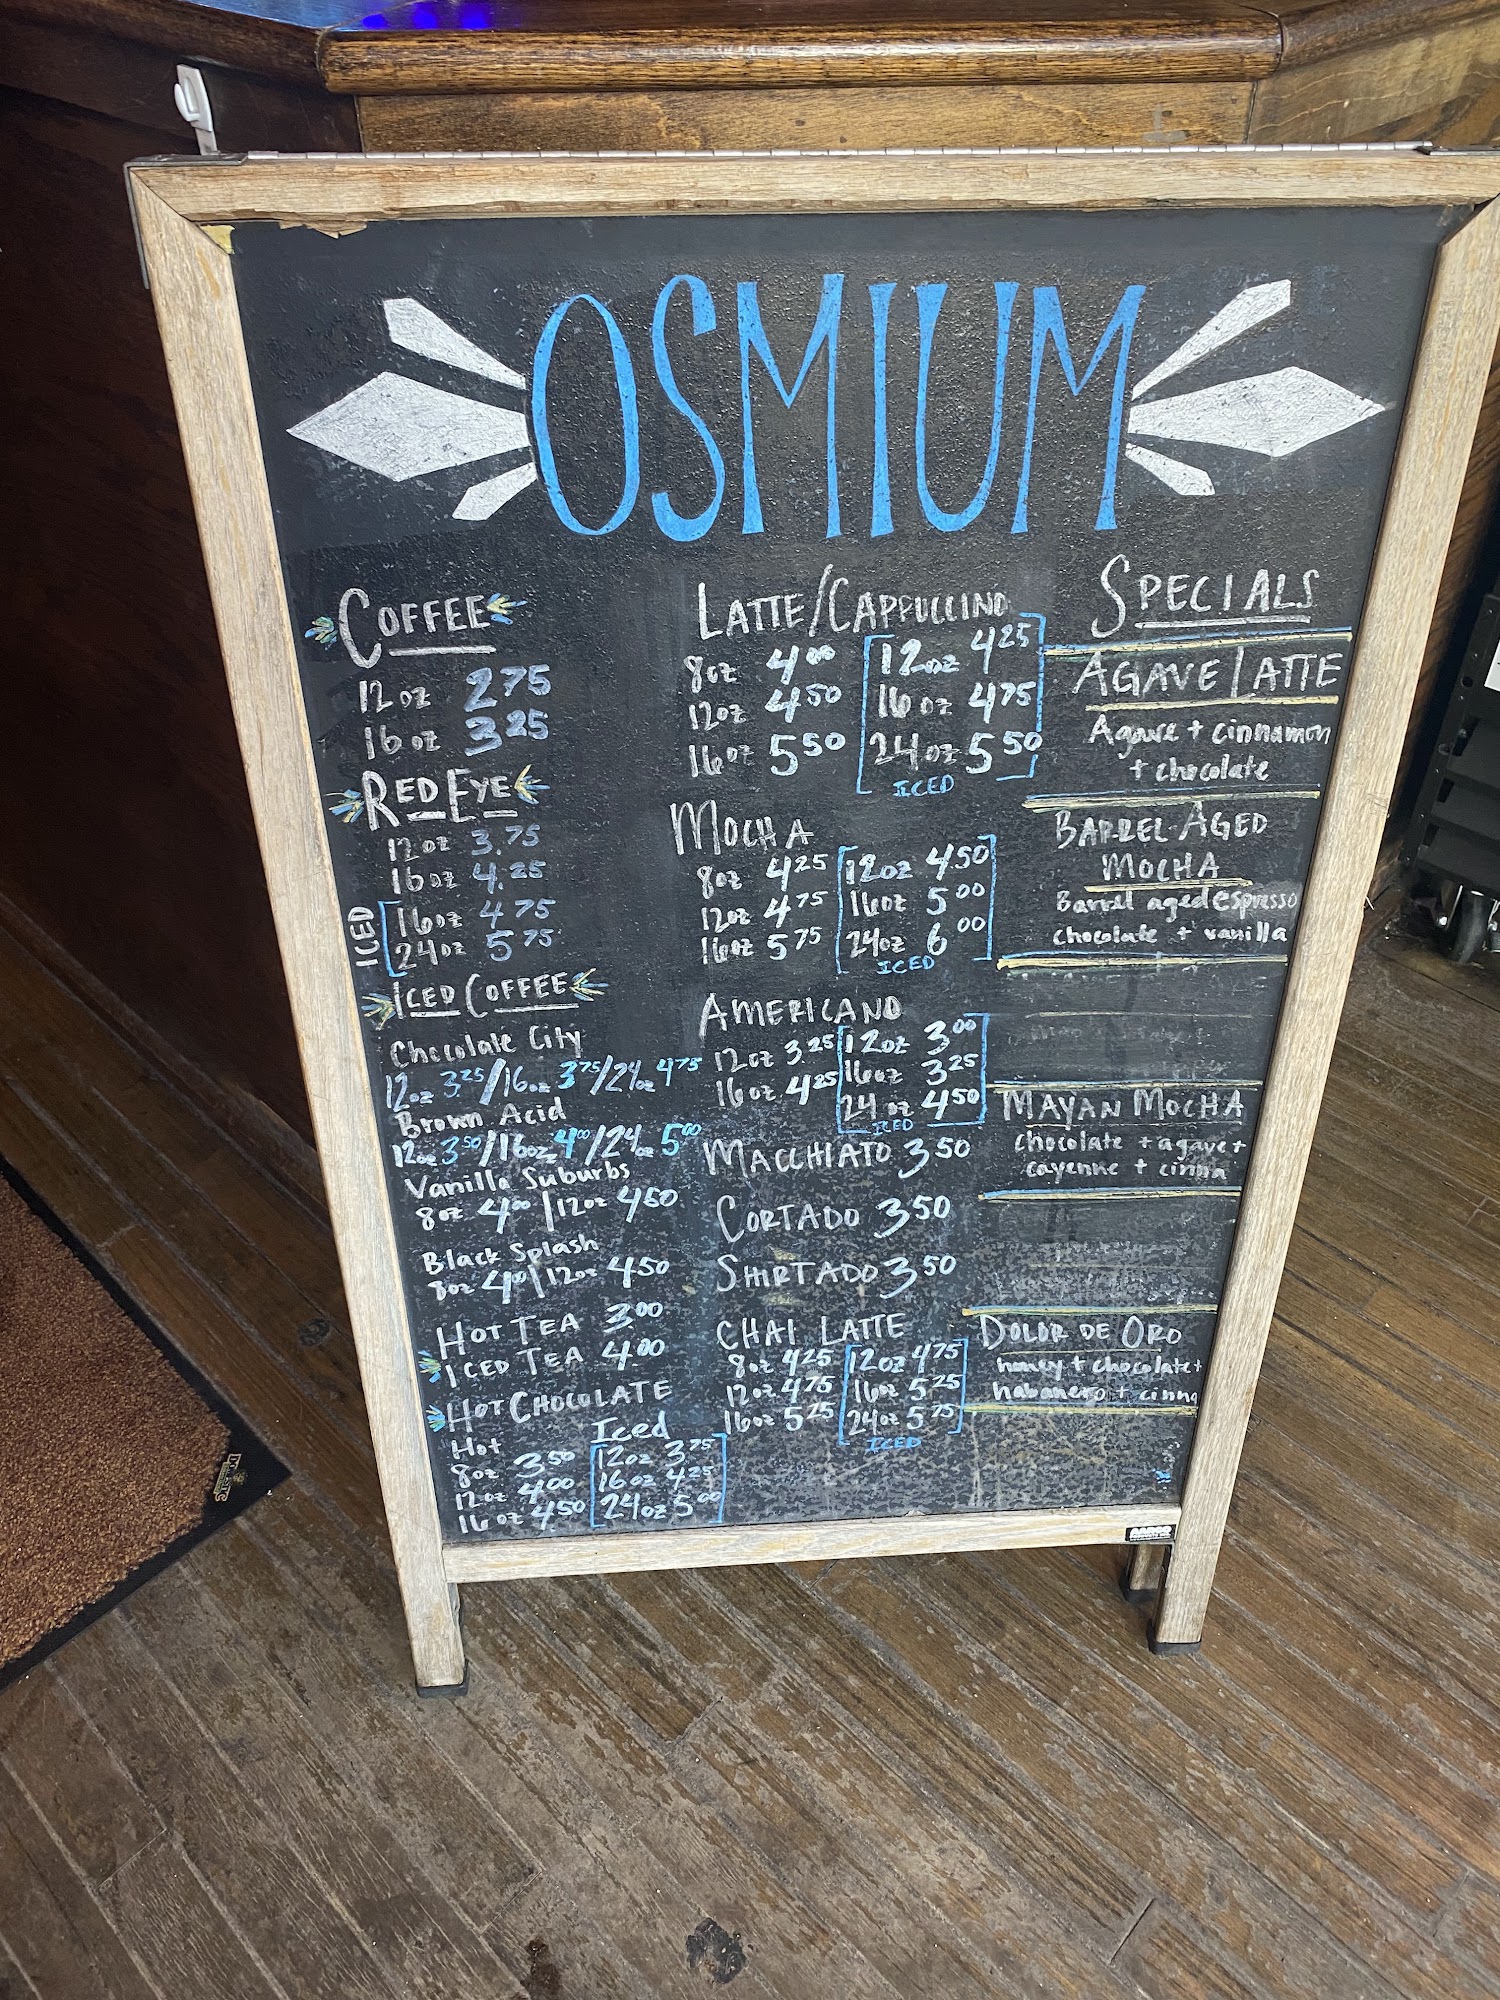 OSMIUM
COFFEE
12oz 2 75
16oz 3 25
RED EYE
12oz 3.75
16oz 4.25
ICED
16oz 4 75
24oz 5 75
ICED COFFEE
Chocolate City
12oz 3 25/16oz 3 75/24oz 4 75
Brown Acid
12oz 3 50/16oz 4 00/24oz 5 00
Vanilla Suburbs
8oz 4 00|12oz 4 50
Black Splash
8oz 4 00|12oz 4 50
HOT TEA 3 00
ICED TEA 4 00
HOT CHOCOLATE
Hot
8oz 3 50
12oz 4 00
16oz 4 50
Iced
12oz 3 75
16oz 4 25
24oz 5 00
LATTE/CAPPUCCINO
8oz 4 00
12oz 4 50
16oz 5 50
12oz 4 25
16oz 4 75
24oz 5 50
ICED
MOCHA
8oz 4 25
12oz 4 75
16oz 5 75
12oz 4 50
16oz 5 00
24oz 6 00
ICED
AMERICANO
12oz 3.25
16oz 4.25
12oz 3 00
16oz 3 25
24oz 4 50
ICED
MACCHIATO 3 50
CORTADO 3 50
SHIRTADO 3 50
CHAI LATTE
8oz 4 25
12oz 4 75
16oz 5 25
12oz 4 75
16oz 5 25
24oz 5 75
ICED
SPECIALS
AGAVE LATTE
Agave + cinnamon
+ chocolate
BARREL-AGED
MOCHA
Barrel aged espresso
chocolate + vanilla
MAYAN MOCHA
chocolate + agave +
cayenne + cinna
DOLOR DE ORO
honey + chocolate +
habanero + cinna
AARCO